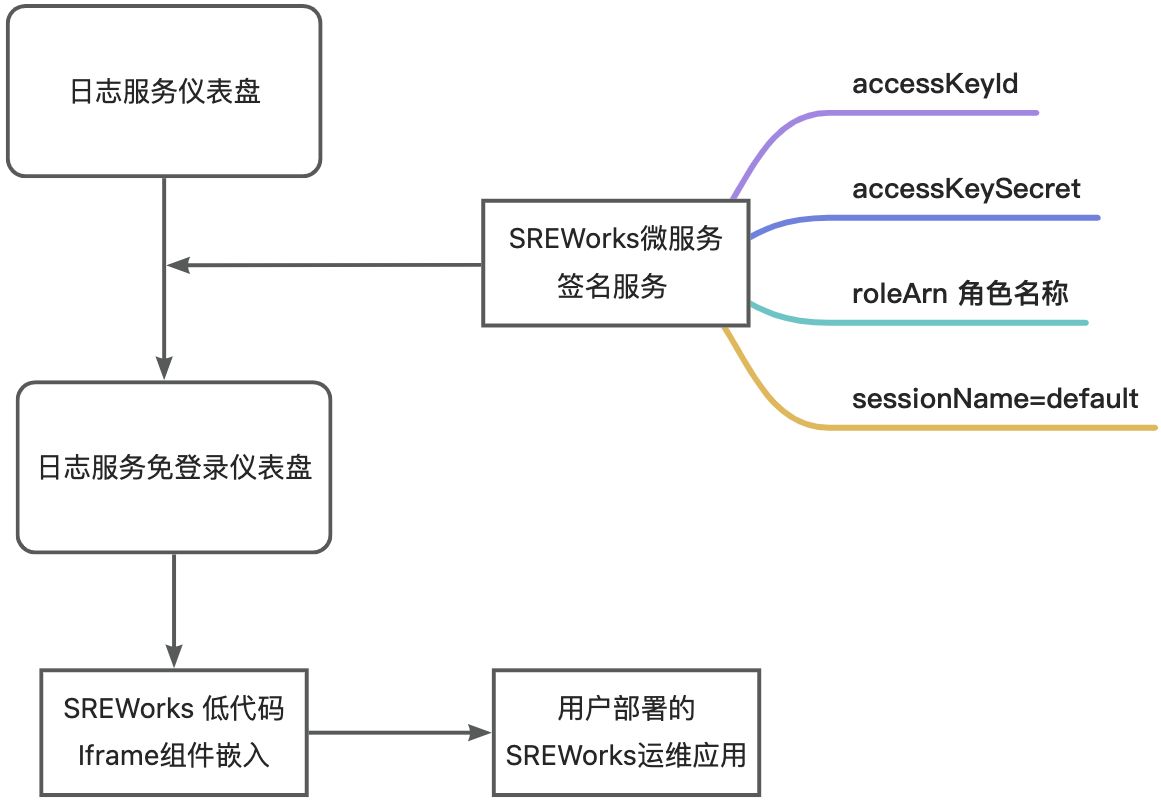 日志服务仪表盘
accessKeyId
accessKeySecret
SREWorks微服务
签名服务
roleArn 角色名称
sessionName=default
日志服务免登录仪表盘
SREWorks 低代码
Iframe组件嵌入
用户部署的
SREWorks运维应用